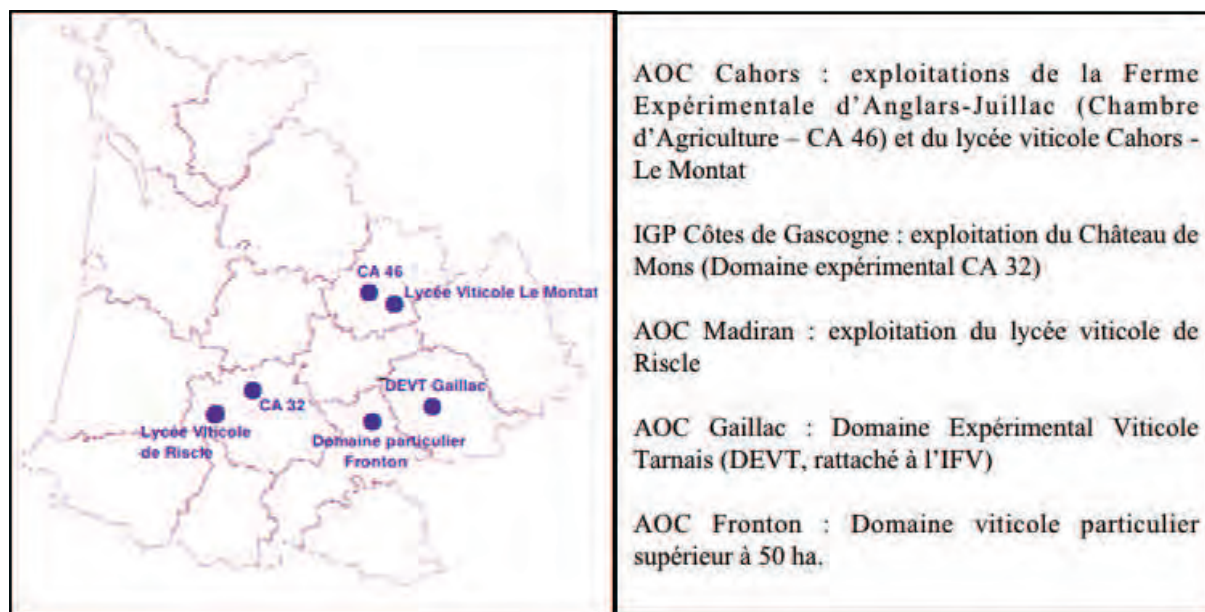 CA 46
Lycée Viticole Le Montat
DEVT Gaillac
CA 32
Lycée Viticole
de Riscle
Domaine particulier
Fronton
AOC Cahors : exploitations de la Ferme
Expérimentale d’Anglars-Juillac (Chambre
d’Agriculture – CA 46) et du lycée viticole Cahors -
Le Montat
IGP Côtes de Gascogne : exploitation du Château de
Mons (Domaine expérimental CA 32)
AOC Madiran : exploitation du lycée viticole de
Riscle
AOC Gaillac : Domaine Expérimental Viticole
Tarnais (DEVT, rattaché à l’IFV)
AOC Fronton : Domaine viticole particulier
supérieur à 50 ha.